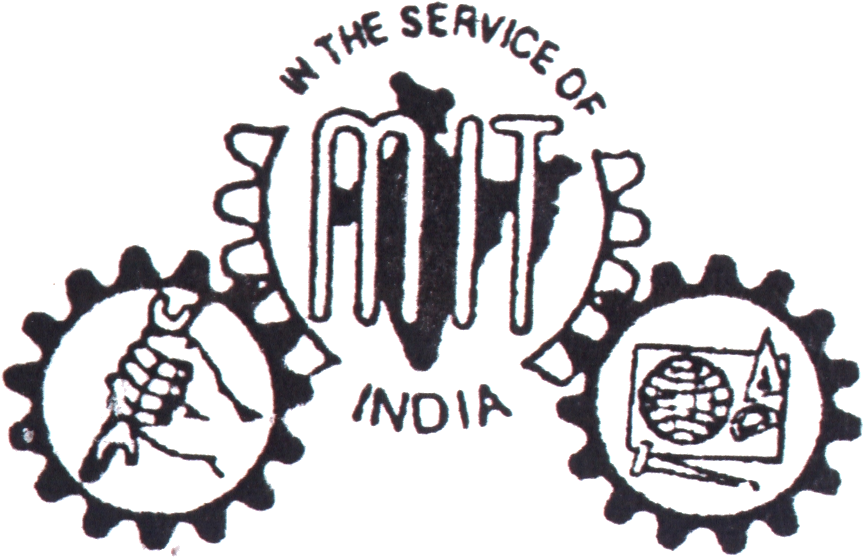 IN THE SERVICE OF
MIT
INDIA